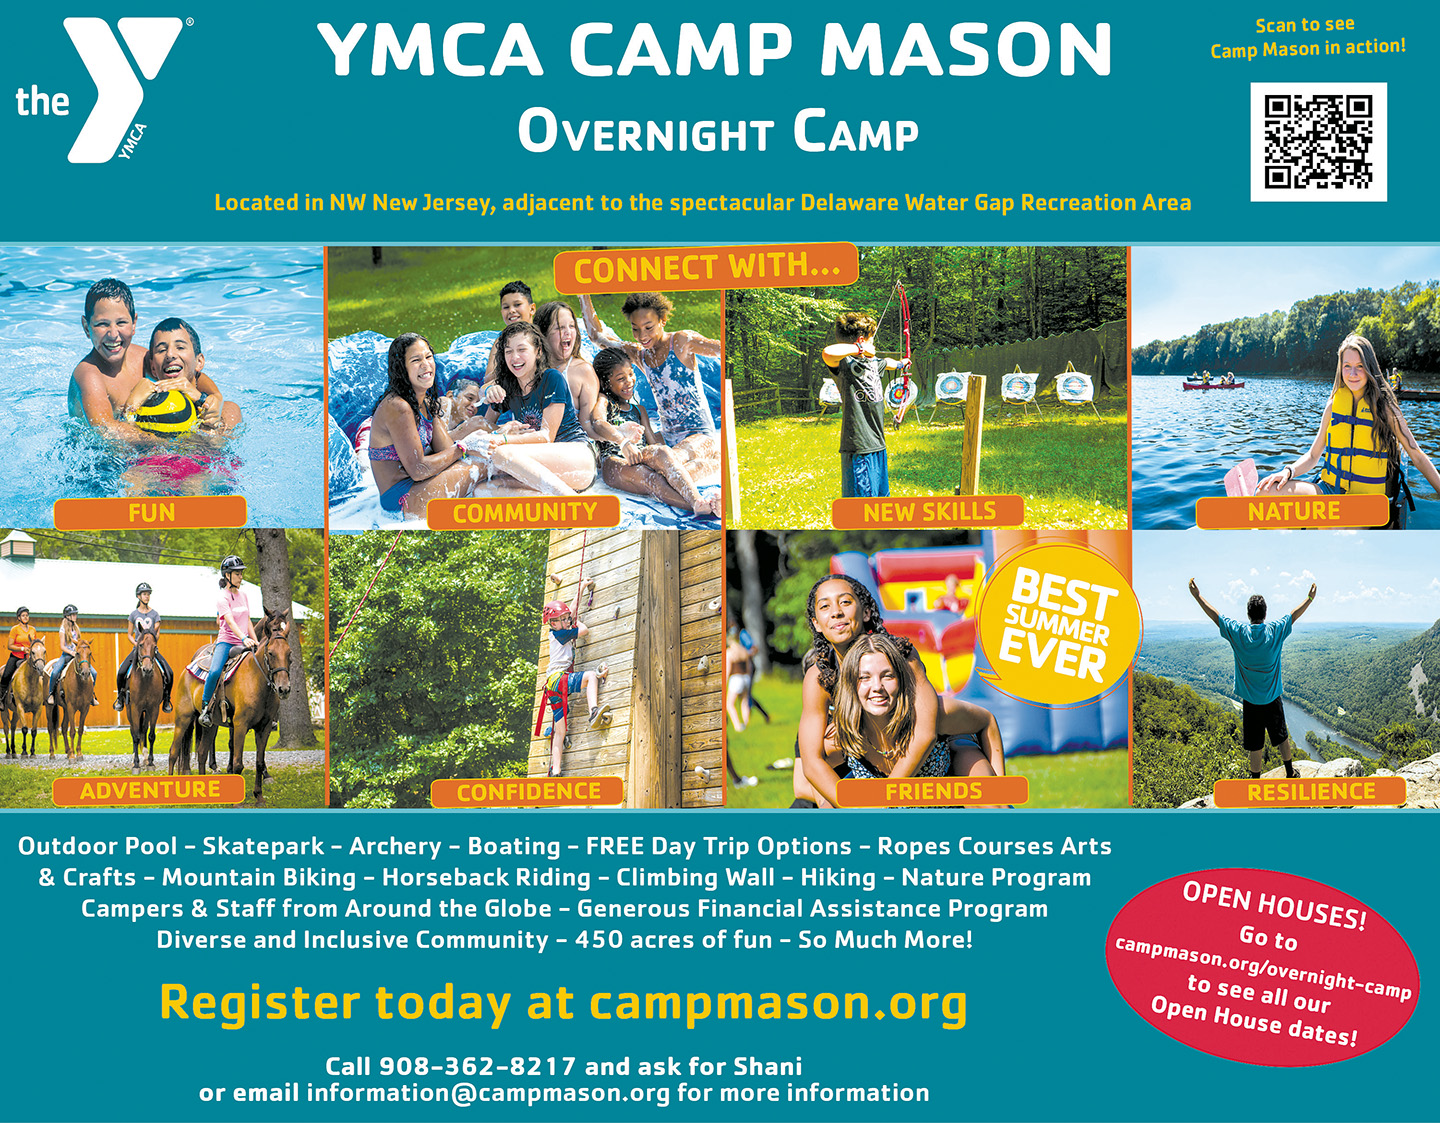 the
YMCA
®
YMCA CAMP MASON
OVERNIGHT CAMP
Located in NW New Jersey, adjacent to the spectacular Delaware Water Gap Recreation Area
Scan to see
Camp Mason in action!
CONNECT WITH...
FUN
COMMUNITY
NEW SKILLS
NATURE
ADVENTURE
CONFIDENCE
FRIENDS
BEST
SUMMER
EVER
RESILIENCE
Outdoor Pool – Skatepark – Archery – Boating – FREE Day Trip Options – Ropes Courses Arts
& Crafts – Mountain Biking – Horseback Riding – Climbing Wall – Hiking – Nature Program
Campers & Staff from Around the Globe – Generous Financial Assistance Program
Diverse and Inclusive Community – 450 acres of fun – So Much More!
Register today at campmason.org
Call 908-362-8217 and ask for Shani
or email information@campmason.org for more information
OPEN HOUSES!
Go to
campmason.org/overnight-camp
to see all our
Open House dates!